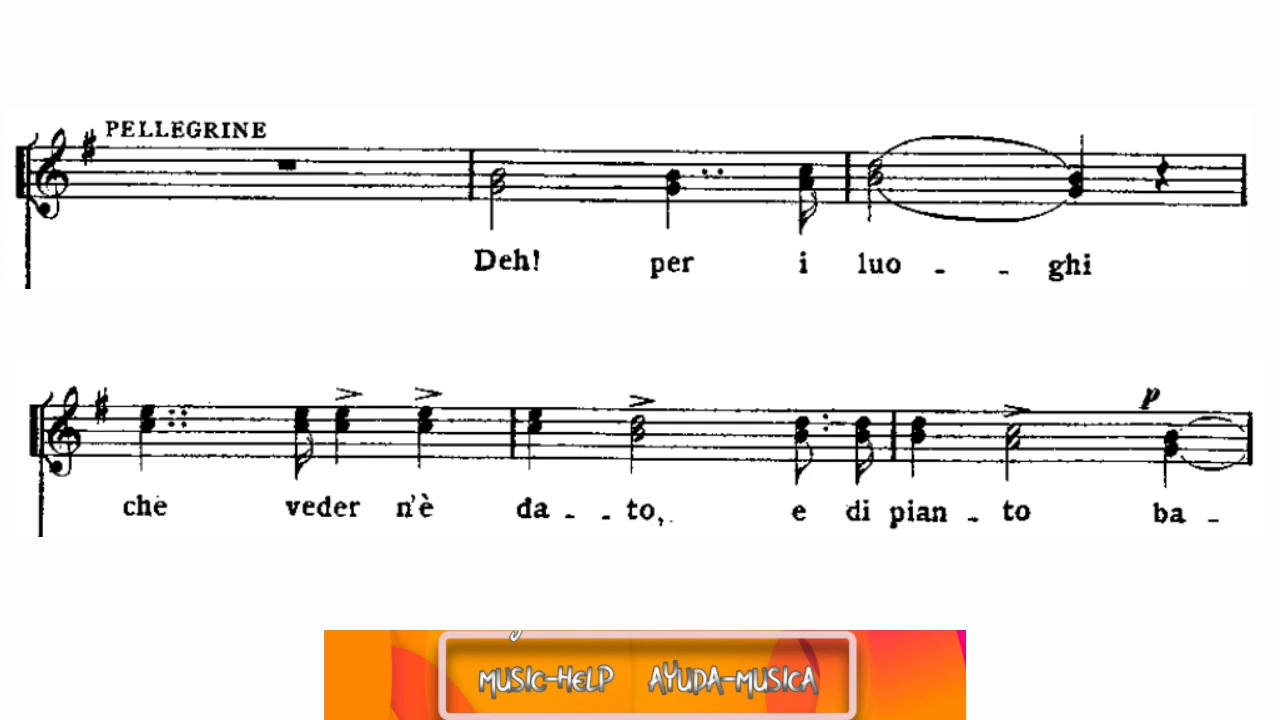 PELLEGRINE
Deh! per i luo - - ghi
p
che veder n'è da - - to, e di pian - to ba -
MUSIC-HELP AYUDA-MUSICA